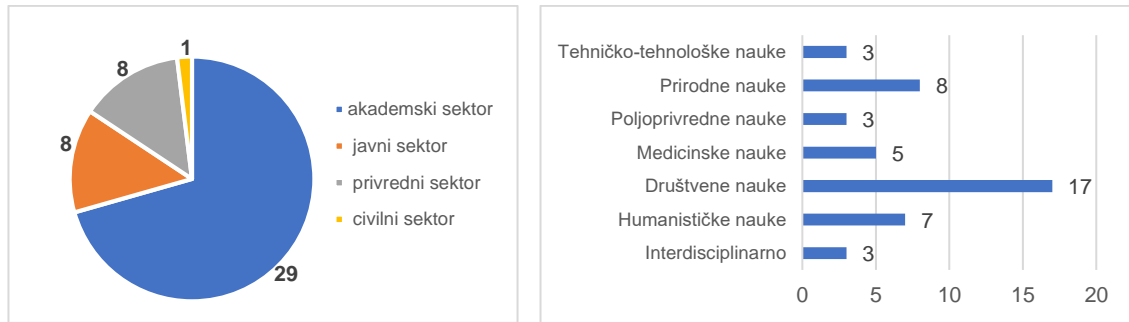 1
8
8
29
akademski sektor
javni sektor
privredni sektor
civilni sektor
Tehničko-tehnološke nauke 3
Prirodne nauke 8
Poljoprivredne nauke 3
Medicinske nauke 5
Društvene nauke 17
Humanističke nauke 7
Interdisciplinarno 3
0 5 10 15 20